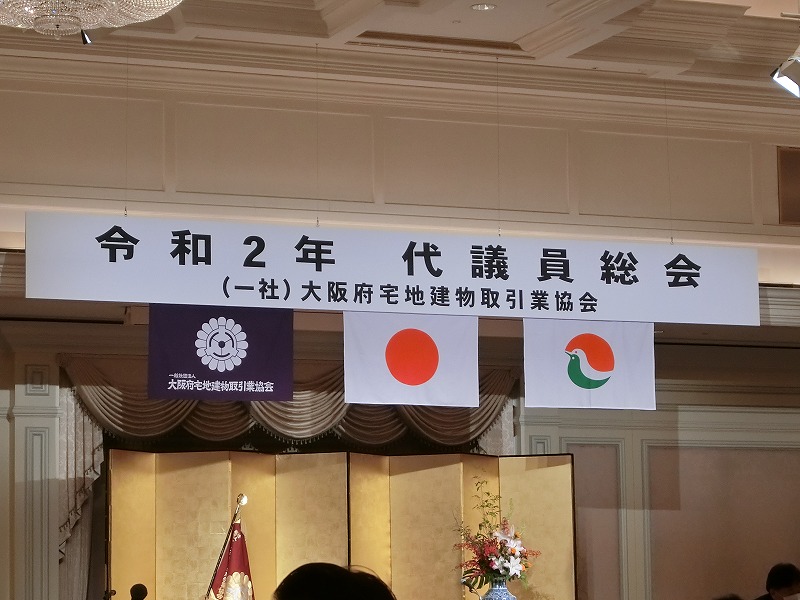 令和2年 代議員総会
(一社)大阪府宅地建物取引業協会
一般社団法人
大阪府宅地建物取引業協会